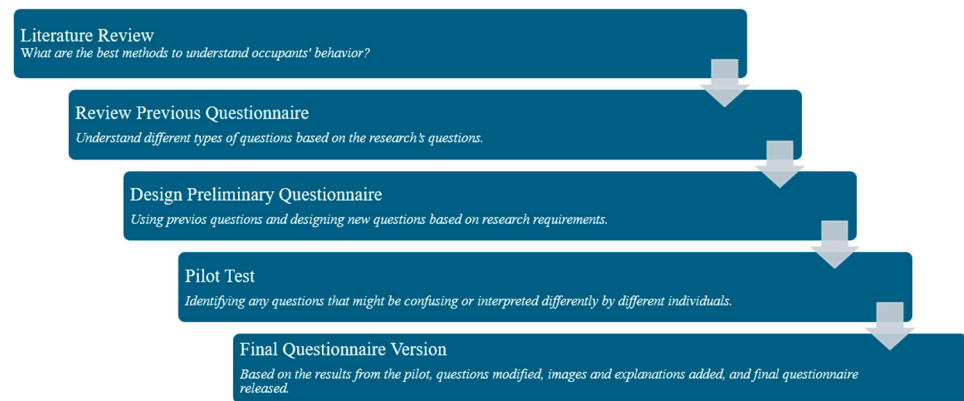 Literature Review
What are the best methods to understand occupants' behavior?
Review Previous Questionnaire
Understand different types of questions based on the research's questions.
Design Preliminary Questionnaire
Using previos questions and designing new questions based on research requirements.
Pilot Test
Identifying any questions that might be confusing or interpreted differently by different individuals.
Final Questionnaire Version
Based on the results from the pilot, questions modified, images and explanations added, and final questionnaire
released.